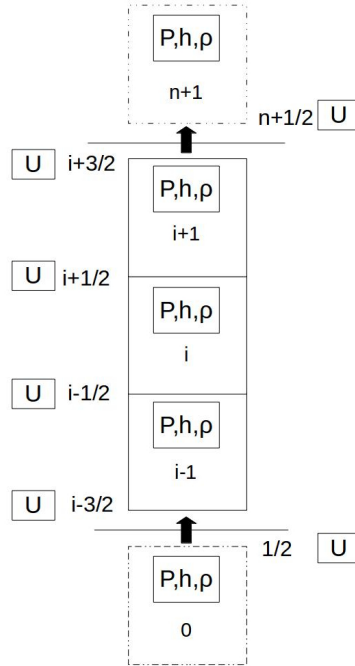 P,h,ρ
n+1
n+1/2 U
U i+3/2
P,h,ρ
i+1
U i+1/2
P,h,ρ
i
U i-1/2
P,h,ρ
i-1
U i-3/2
1/2 U
P,h,ρ
0